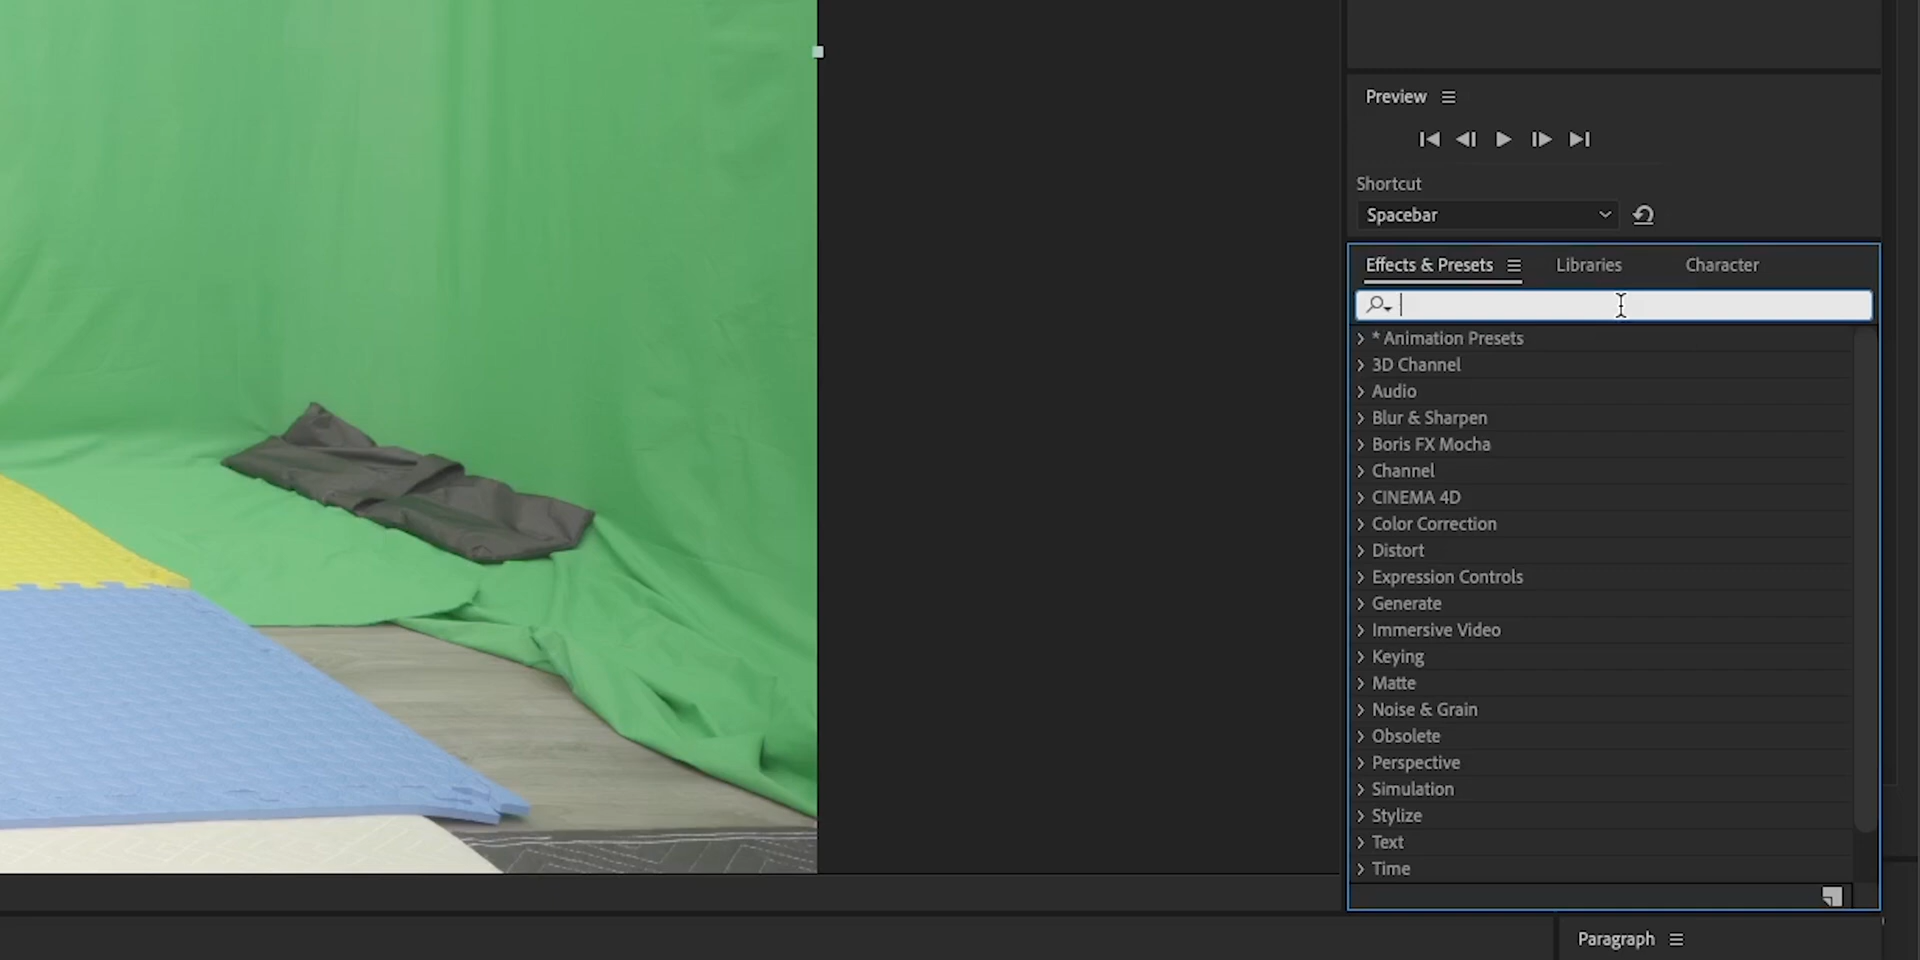 Preview
Shortcut
Spacebar
Effects & Presets
Libraries
Character
* Animation Presets
3D Channel
Audio
Blur & Sharpen
Boris FX Mocha
Channel
CINEMA 4D
Color Correction
Distort
Expression Controls
Generate
Immersive Video
Keying
Matte
Noise & Grain
Obsolete
Perspective
Simulation
Stylize
Text
Time
Paragraph